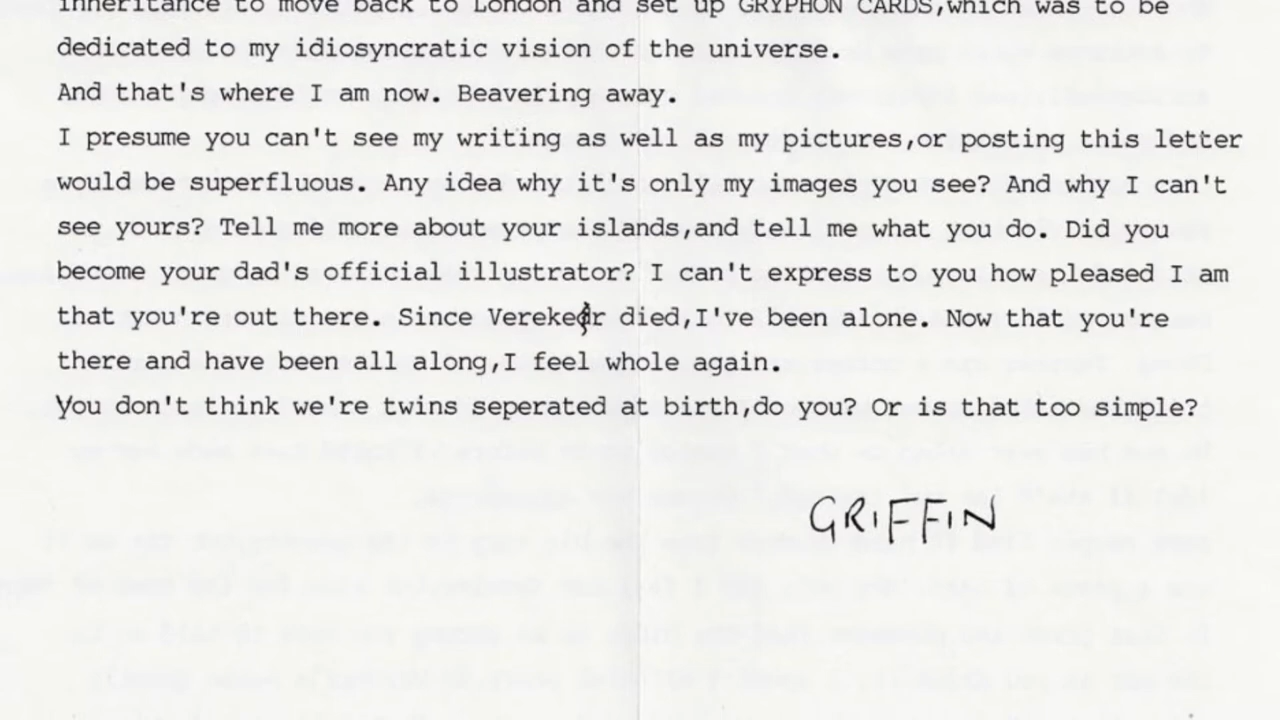 inheritance to move back to London and set up GRYPHON CARDS,which was to be
dedicated to my idiosyncratic vision of the universe.
And that's where I am now. Beavering away.
I presume you can't see my writing as well as my pictures,or posting this letter
would be superfluous. Any idea why it's only my images you see? And why I can't
see yours? Tell me more about your islands,and tell me what you do. Did you
become your dad's official illustrator? I can't express to you how pleased I am
that you're out there. Since Vereker died,I've been alone. Now that you're
there and have been all along,I feel whole again.
You don't think we're twins seperated at birth,do you? Or is that too simple?
GRIFFIN